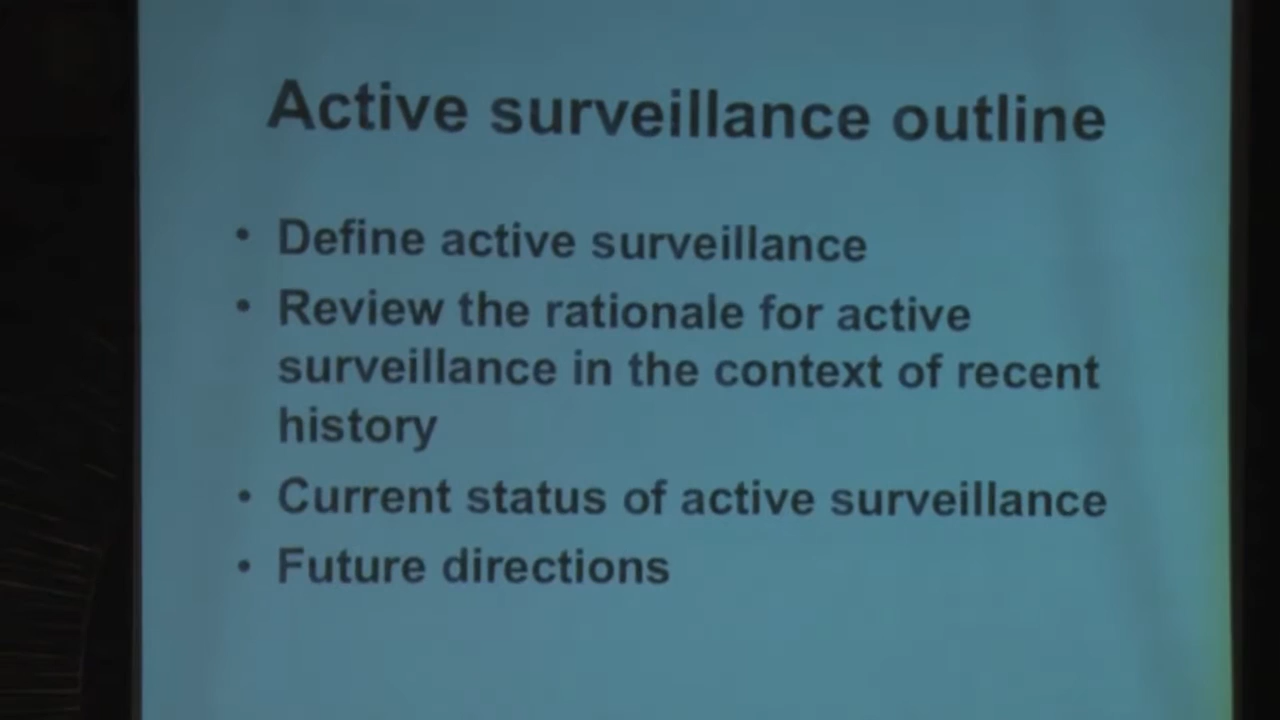 Active surveillance outline
• Define active surveillance
• Review the rationale for active
surveillance in the context of recent
history
• Current status of active surveillance
• Future directions